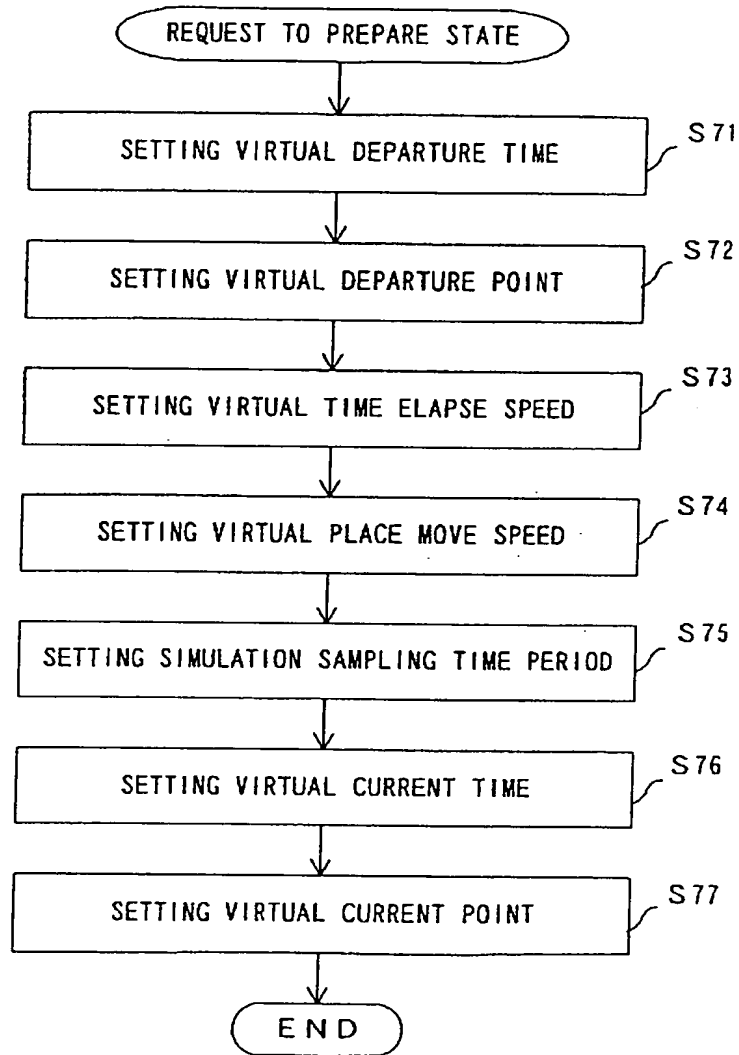 REQUEST TO PREPARE STATE
SETTING VIRTUAL DEPARTURE TIME
S71
SETTING VIRTUAL DEPARTURE POINT
S72
SETTING VIRTUAL TIME ELAPSE SPEED
S73
SETTING VIRTUAL PLACE MOVE SPEED
S74
SETTING SIMULATION SAMPLING TIME PERIOD
S75
SETTING VIRTUAL CURRENT TIME
S76
SETTING VIRTUAL CURRENT POINT
S77
END